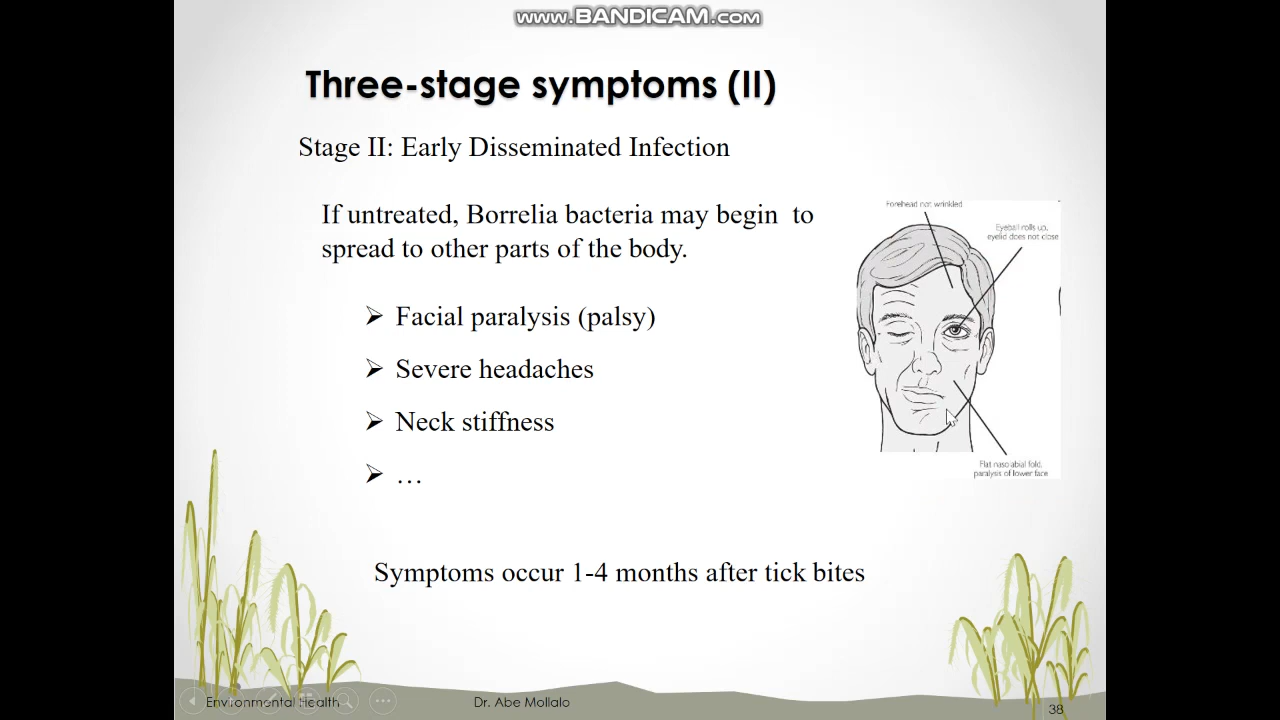 www.BANDICAM.com
Three-stage symptoms (II)
Stage II: Early Disseminated Infection
If untreated, Borrelia bacteria may begin to
spread to other parts of the body.
Facial paralysis (palsy)
Severe headaches
Neck stiffness
…
Forehead not wrinkled
Eyeball rolls up,
eyelid does not close
Flat nasolabial fold,
paralysis of lower face
Symptoms occur 1-4 months after tick bites
Environmental Health
Dr. Abe Mollalo
38